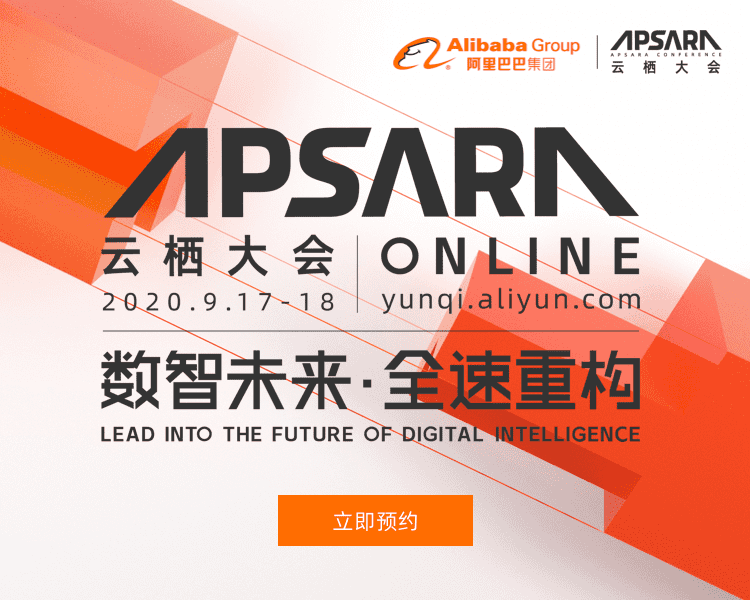 Alibaba Group
阿里巴巴集团
APSARA
APSARA CONFERENCE
云栖大会
APSARA
云栖大会
ONLINE
2020.9.17-18
yunqi.aliyun.com
数智未来·全速重构
LEAD INTO THE FUTURE OF DIGITAL INTELLIGENCE
立即预约